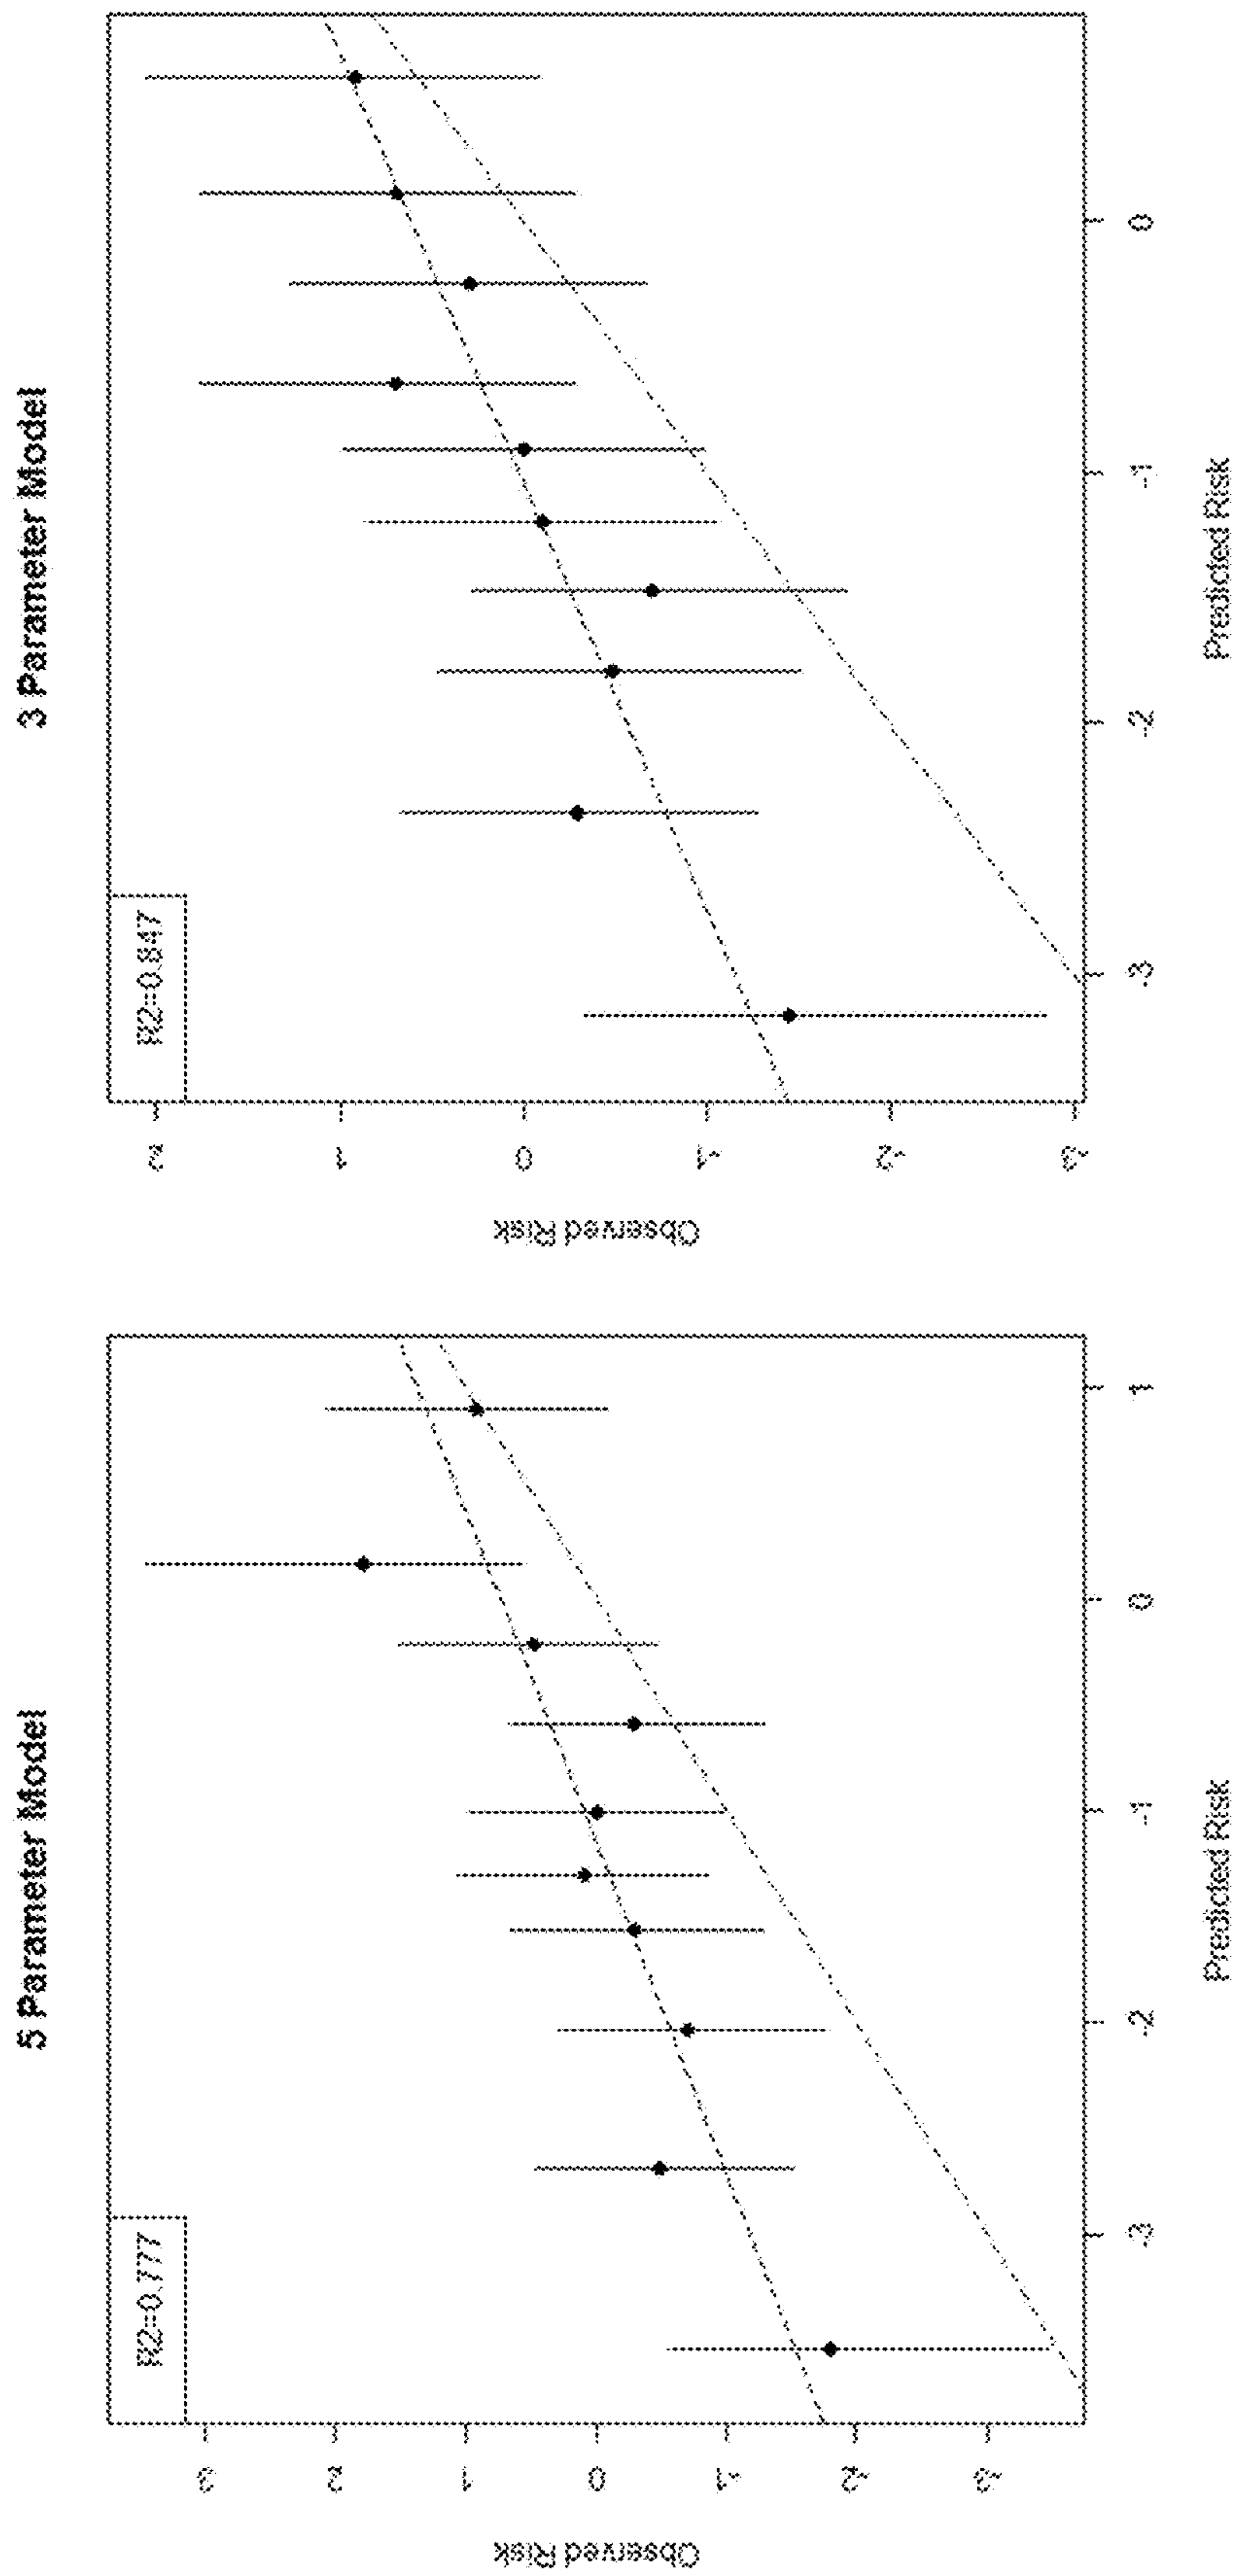 5 Parameter Model
R2=0.777
Observed Risk
3
2
1
0
-1
-2
-3
-3
-2
-1
0
1
Predicted Risk
3 Parameter Model
R2=0.847
Observed Risk
2
1
0
-1
-2
-3
-3
-2
-1
0
Predicted Risk